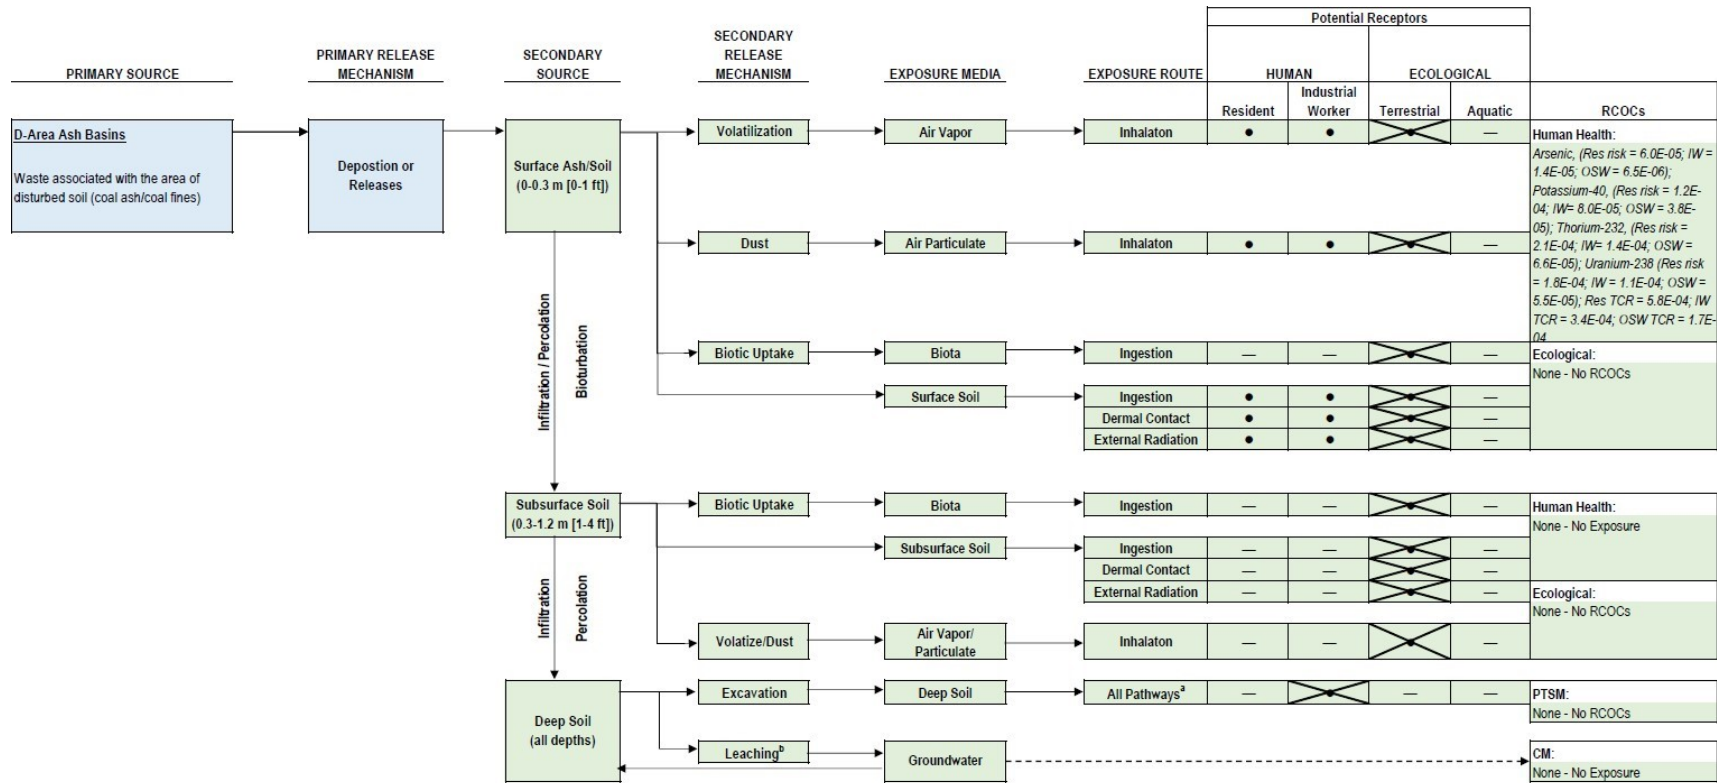 Potential Receptors
PRIMARY SOURCE
PRIMARY RELEASE
MECHANISM
SECONDARY
SOURCE
SECONDARY
RELEASE
MECHANISM
EXPOSURE MEDIA
EXPOSURE ROUTE
HUMAN
ECOLOGICAL
Resident
Industrial
Worker
Terrestrial
Aquatic
RCOCs
D-Area Ash Basins
Waste associated with the area of
disturbed soil (coal ash/coal fines)
Depostion or
Releases
Surface Ash/Soil
(0-0.3 m [0-1 ft])
Volatilization
Air Vapor
Inhalaton
● ● ● —
Dust
Air Particulate
Inhalaton
● ● ● —
Biotic Uptake
Biota
Ingestion
— — ● —
Surface Soil
Ingestion
● ● ● —
Dermal Contact
● ● ● —
External Radiation
● ● ● —
Human Health:
Arsenic, (Res risk = 6.0E-05; IW =
1.4E-05; OSW = 6.5E-06);
Potassium-40, (Res risk = 1.2E-
04; IW= 8.0E-05; OSW = 3.8E-
05); Thorium-232, (Res risk =
2.1E-04; IW= 1.4E-04; OSW =
6.6E-05); Uranium-238 (Res risk
= 1.8E-04; IW = 1.1E-04; OSW =
5.5E-05); Res TCR = 5.8E-04; IW
TCR = 3.4E-04; OSW TCR = 1.7E-
04
Ecological:
None - No RCOCs
Infiltration / Percolation
Bioturbation
Subsurface Soil
(0.3-1.2 m [1-4 ft])
Biotic Uptake
Biota
Ingestion
— — ● —
Subsurface Soil
Ingestion
— — ● —
Dermal Contact
— — ● —
External Radiation
— — ● —
Volatize/Dust
Air Vapor/
Particulate
Inhalaton
— — ● —
Human Health:
None - No Exposure
Ecological:
None - No RCOCs
Infiltration
Percolation
Deep Soil
(all depths)
Excavation
Deep Soil
All Pathwaysᵃ
— ● — —
PTSM:
None - No RCOCs
Leachingᵇ
Groundwater
CM:
None - No Exposure